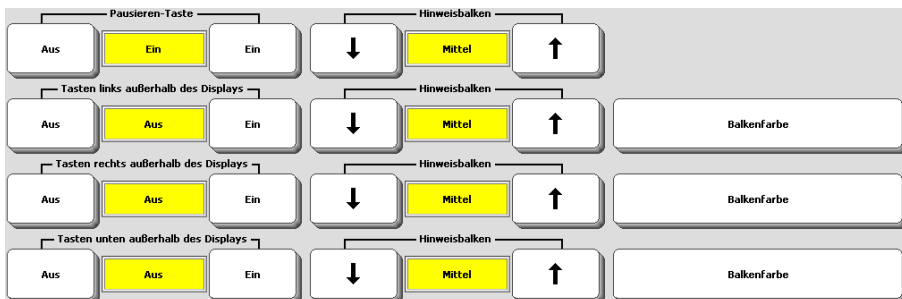 Pausieren-Taste Hinweisbalken
Aus Ein Ein ↓ Mittel ↑
Tasten links außerhalb des Displays Hinweisbalken
Aus Aus Ein ↓ Mittel ↑ Balkenfarbe
Tasten rechts außerhalb des Displays Hinweisbalken
Aus Aus Ein ↓ Mittel ↑ Balkenfarbe
Tasten unten außerhalb des Displays Hinweisbalken
Aus Aus Ein ↓ Mittel ↑ Balkenfarbe